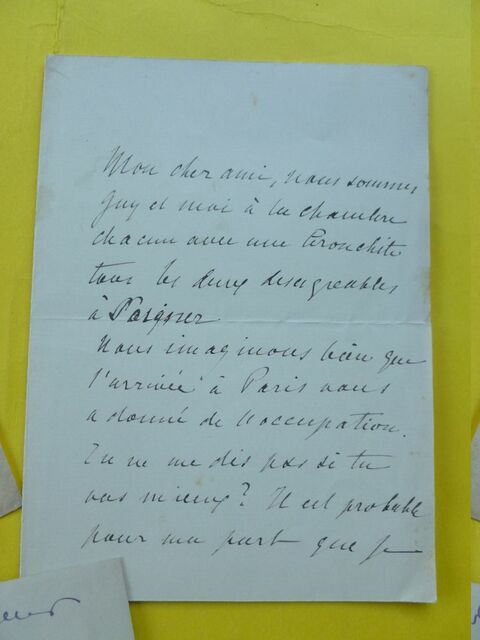 Mon cher ami, nous sommes
Guy et moi à la chambre
chacun avec une bronchite
tous les deux desagreables
à soigner
Nous imaginons bien que
l'arrivée à Paris vous
a donné de l'occupation.
Tu ne me dis pas si tu
vas mieux? Il est probable
pour ma part que je